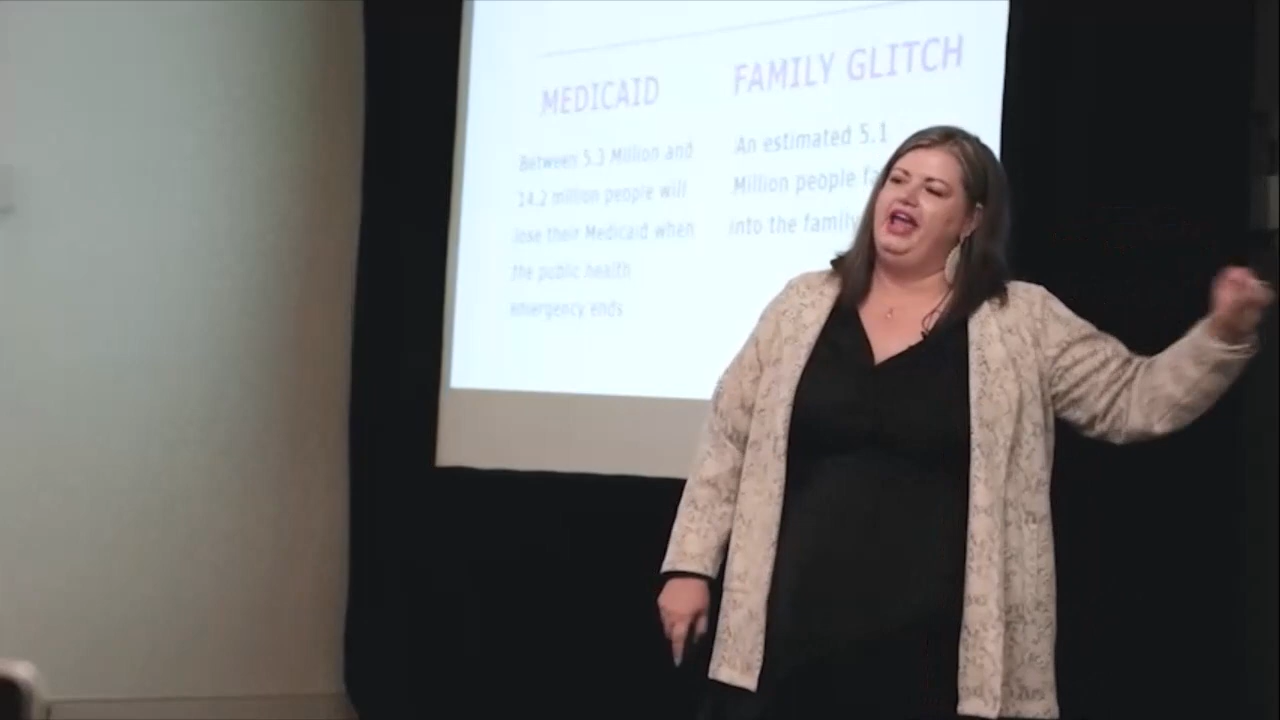 MEDICAID
Between 5.3 Million and
14.2 million people will
lose their Medicaid when
the public health
emergency ends
FAMILY GLITCH
An estimated 5.1
Million people
into the family